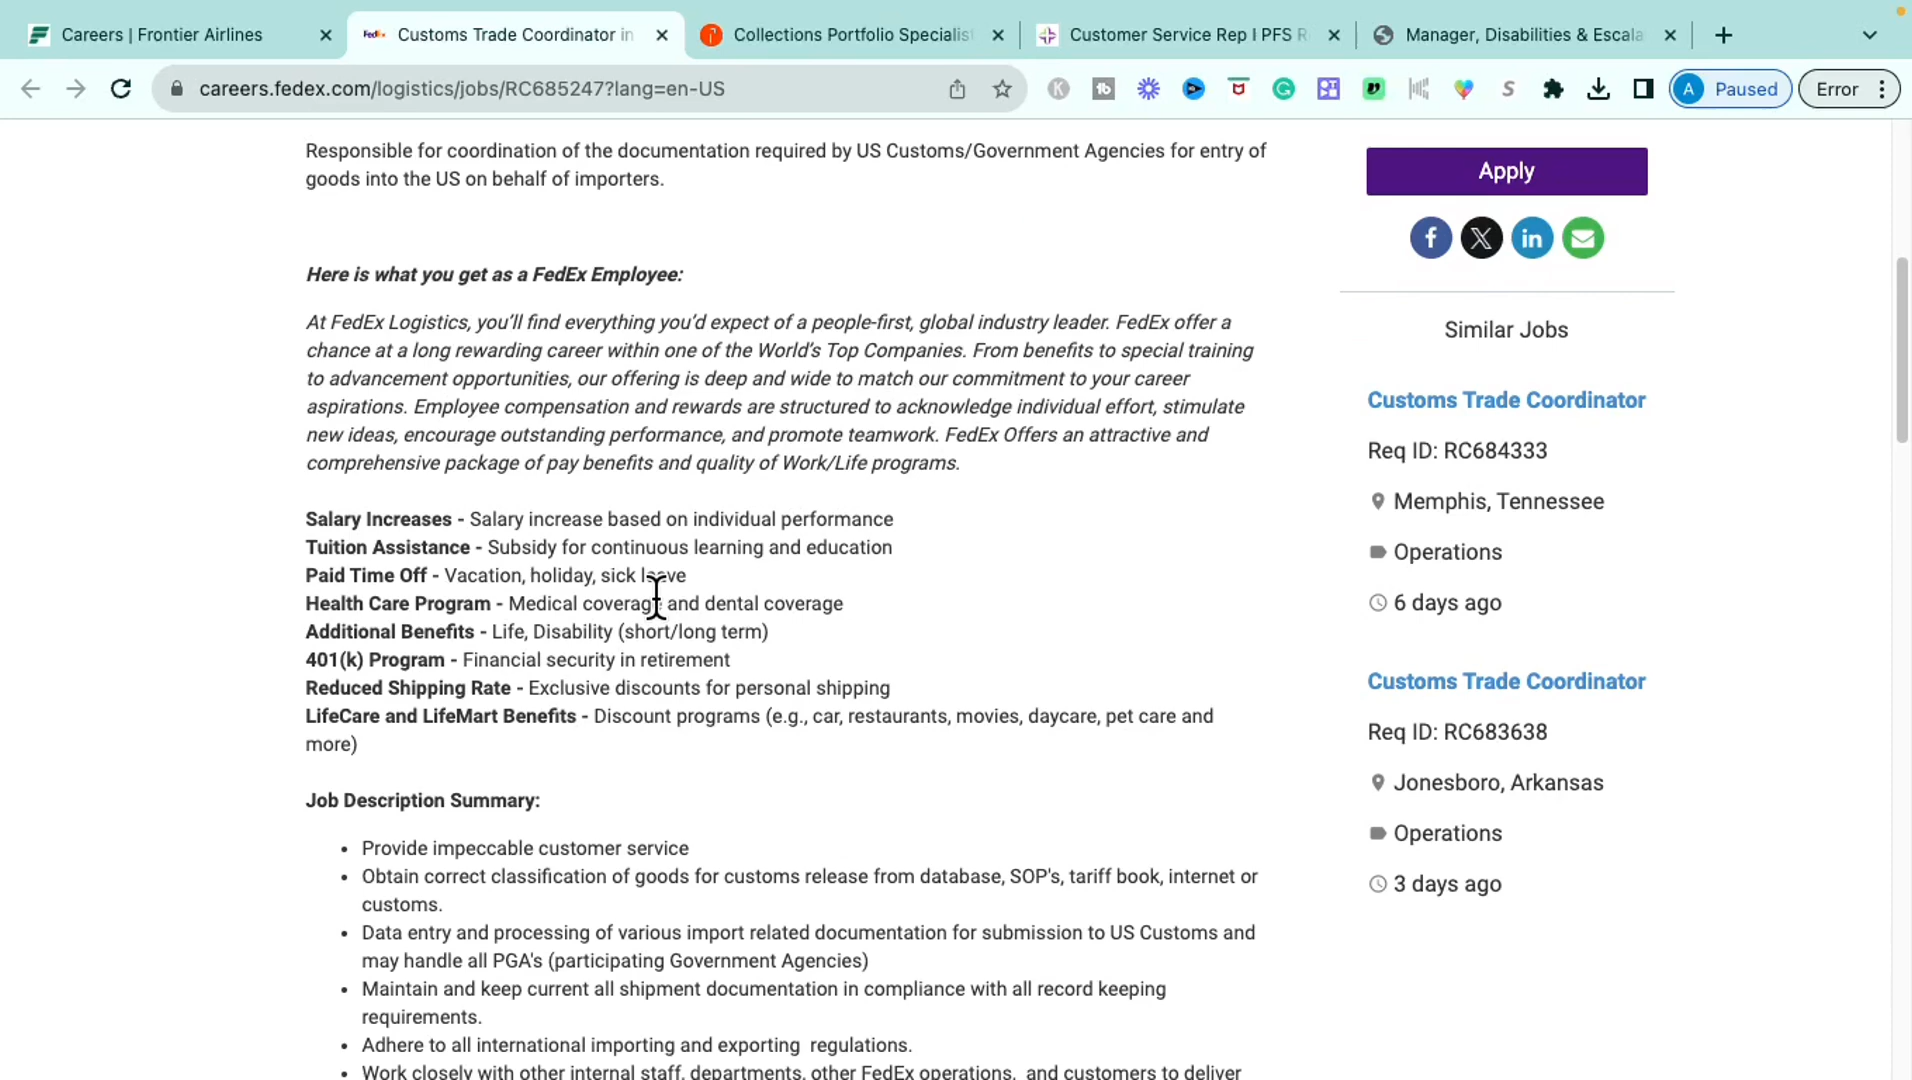 Careers | Frontier Airlines
FedEx
Customs Trade Coordinator in
Collections Portfolio Specialist
Customer Service Rep I PFS R
Manager, Disabilities & Escala
careers.fedex.com/logistics/jobs/RC685247?lang=en-US
A Paused
Error
Responsible for coordination of the documentation required by US Customs/Government Agencies for entry of
goods into the US on behalf of importers.
Here is what you get as a FedEx Employee:
At FedEx Logistics, you’ll find everything you’d expect of a people-first, global industry leader. FedEx offer a
chance at a long rewarding career within one of the World’s Top Companies. From benefits to special training
to advancement opportunities, our offering is deep and wide to match our commitment to your career
aspirations. Employee compensation and rewards are structured to acknowledge individual effort, stimulate
new ideas, encourage outstanding performance, and promote teamwork. FedEx Offers an attractive and
comprehensive package of pay benefits and quality of Work/Life programs.
Salary Increases - Salary increase based on individual performance
Tuition Assistance - Subsidy for continuous learning and education
Paid Time Off - Vacation, holiday, sick leave
Health Care Program - Medical coverage and dental coverage
Additional Benefits - Life, Disability (short/long term)
401(k) Program - Financial security in retirement
Reduced Shipping Rate - Exclusive discounts for personal shipping
LifeCare and LifeMart Benefits - Discount programs (e.g., car, restaurants, movies, daycare, pet care and
more)
Job Description Summary:
• Provide impeccable customer service
• Obtain correct classification of goods for customs release from database, SOP's, tariff book, internet or
customs.
• Data entry and processing of various import related documentation for submission to US Customs and
may handle all PGA's (participating Government Agencies)
• Maintain and keep current all shipment documentation in compliance with all record keeping
requirements.
• Adhere to all international importing and exporting regulations.
• Work closely with other internal staff, departments, other FedEx operations, and customers to deliver
Apply
Similar Jobs
Customs Trade Coordinator
Req ID: RC684333
Memphis, Tennessee
Operations
6 days ago
Customs Trade Coordinator
Req ID: RC683638
Jonesboro, Arkansas
Operations
3 days ago